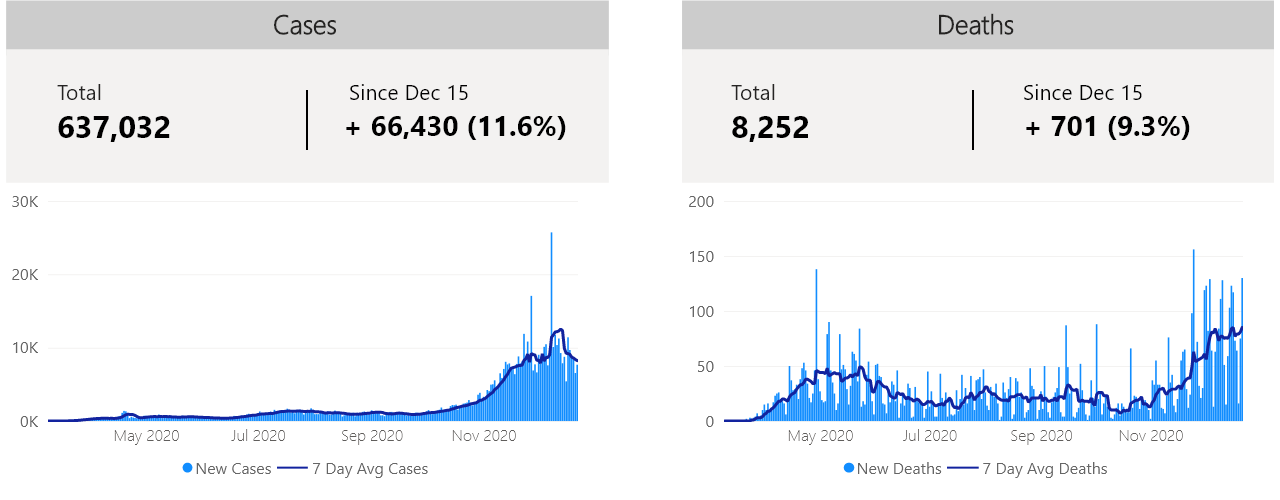 Cases
Total
637,032
Since Dec 15
+ 66,430 (11.6%)
30K
20K
10K
0K
May 2020 Jul 2020 Sep 2020 Nov 2020
New Cases 7 Day Avg Cases
Deaths
Total
8,252
Since Dec 15
+ 701 (9.3%)
200
150
100
50
0
May 2020 Jul 2020 Sep 2020 Nov 2020
New Deaths 7 Day Avg Deaths